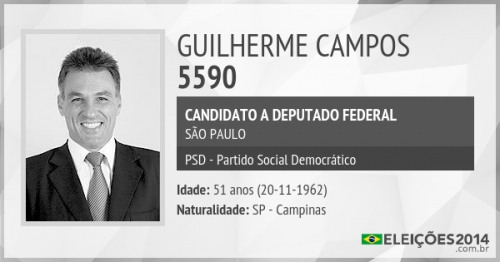 GUILHERME CAMPOS
5590
CANDIDATO A DEPUTADO FEDERAL
SÃO PAULO
PSD - Partido Social Democrático
Idade: 51 anos (20-11-1962)
Naturalidade: SP - Campinas
ELEIÇÕES2014
.com.br